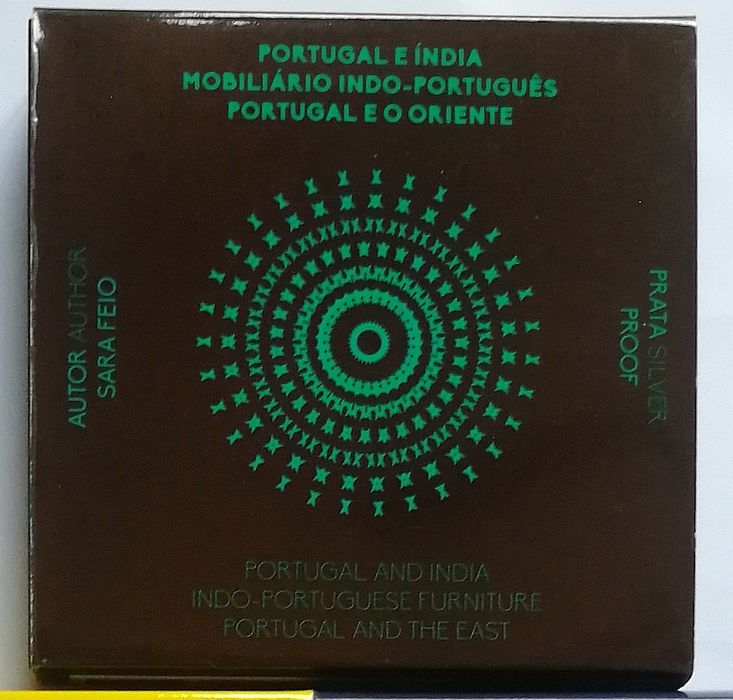 PORTUGAL E ÍNDIA
MOBILIÁRIO INDO-PORTUGUÊS
PORTUGAL E O ORIENTE
AUTOR AUTHOR
SARA FEIO
PRATA SILVER
PROOF
PORTUGAL AND INDIA
INDO-PORTUGUESE FURNITURE
PORTUGAL AND THE EAST